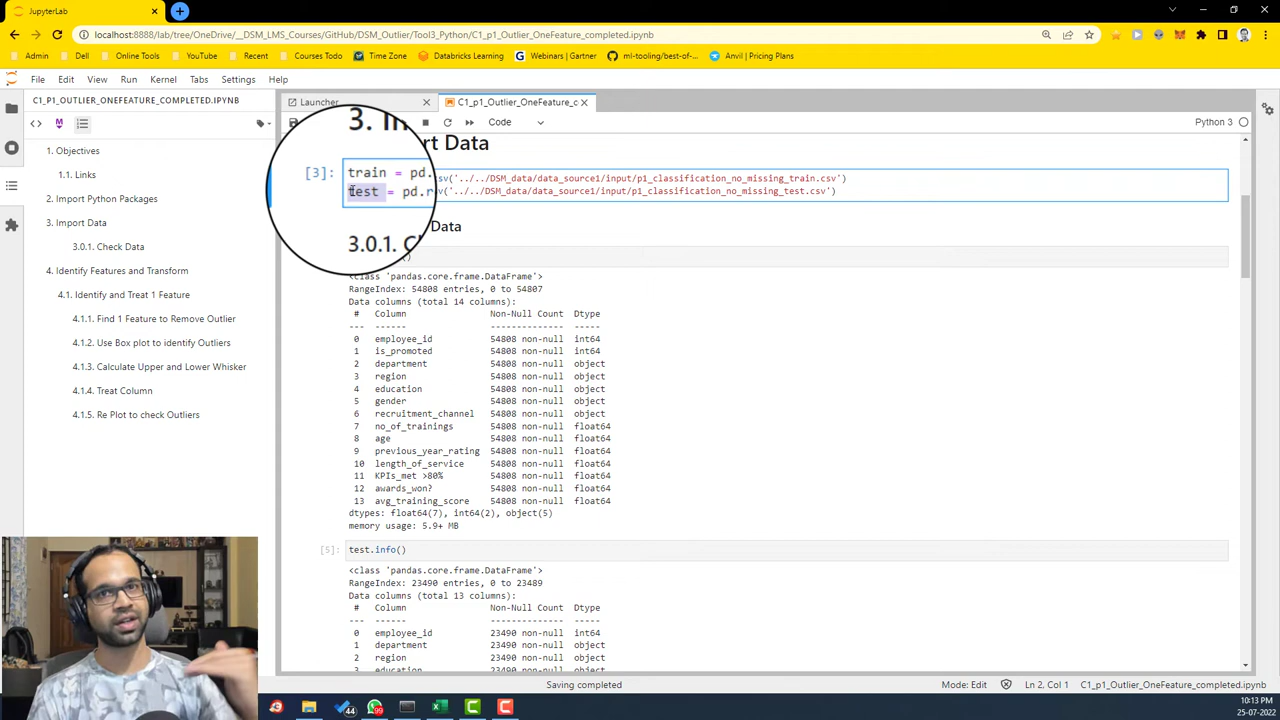 JupyterLab
localhost:8888/lab/tree/OneDrive/__DSM_LMS_Courses/GitHub/DSM_Outlier/Tool3_Python/C1_p1_Outlier_OneFeature_completed.ipynb
Admin Dell Online Tools YouTube Recent Courses Todo Time Zone Databricks Learning Webinars | Gartner ml-tooling/best-of-... Anvil | Pricing Plans
File Edit View Run Kernel Tabs Settings Help
C1_P1_OUTLIER_ONEFEATURE_COMPLETED.IPYNB
Launcher C1_p1_Outlier_OneFeature_c
Code
Python 3
1. Objectives
1.1. Links
2. Import Python Packages
3. Import Data
3.0.1. Check Data
4. Identify Features and Transform
4.1. Identify and Treat 1 Feature
4.1.1. Find 1 Feature to Remove Outlier
4.1.2. Use Box plot to identify Outliers
4.1.3. Calculate Upper and Lower Whisker
4.1.4. Treat Column
4.1.5. Re Plot to check Outliers
3. Im
ort Data
[3]: train = pd.
sv('../../DSM_data/data_source1/input/p1_classification_no_missing_train.csv')
test = pd.r
v('../../DSM_data/data_source1/input/p1_classification_no_missing_test.csv')
3.0.1. C
Data
()
<class 'pandas.core.frame.DataFrame'>
RangeIndex: 54808 entries, 0 to 54807
Data columns (total 14 columns):
# Column Non-Null Count Dtype
--- ------ -------------- -----
0 employee_id 54808 non-null int64
1 is_promoted 54808 non-null int64
2 department 54808 non-null object
3 region 54808 non-null object
4 education 54808 non-null object
5 gender 54808 non-null object
6 recruitment_channel 54808 non-null object
7 no_of_trainings 54808 non-null float64
8 age 54808 non-null float64
9 previous_year_rating 54808 non-null float64
10 length_of_service 54808 non-null float64
11 KPIs_met >80% 54808 non-null float64
12 awards_won? 54808 non-null float64
13 avg_training_score 54808 non-null float64
dtypes: float64(7), int64(2), object(5)
memory usage: 5.9+ MB
[5]: test.info()
<class 'pandas.core.frame.DataFrame'>
RangeIndex: 23490 entries, 0 to 23489
Data columns (total 13 columns):
# Column Non-Null Count Dtype
--- ------ -------------- -----
0 employee_id 23490 non-null int64
1 department 23490 non-null object
2 region 23490 non-null object
3 education 23490 non-null object
Saving completed
Mode: Edit
Ln 2, Col 1
C1_p1_Outlier_OneFeature_completed.ipynb
44
99
10:13 PM
25-07-2022